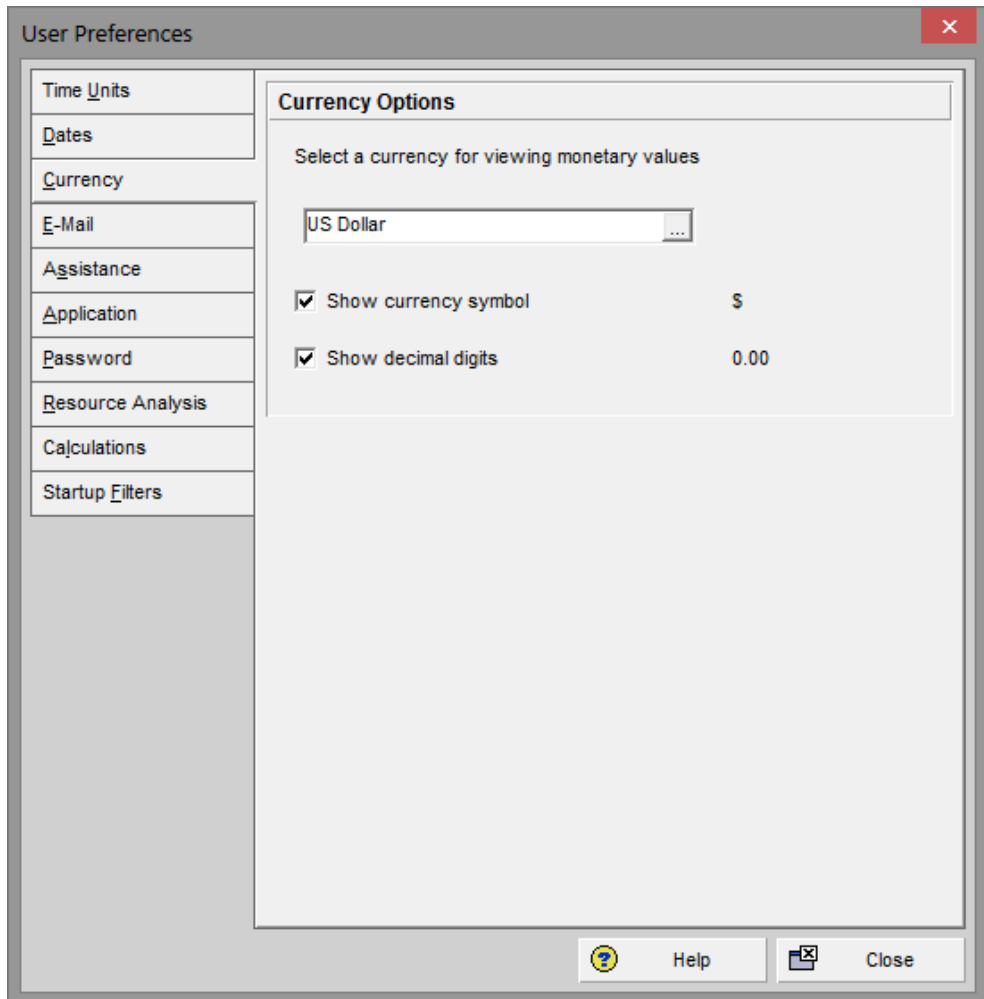 User Preferences
Time Units
Dates
Currency
E-Mail
Assistance
Application
Password
Resource Analysis
Calculations
Startup Filters
Currency Options
Select a currency for viewing monetary values
US Dollar ...
Show currency symbol $
Show decimal digits 0.00
Help Close